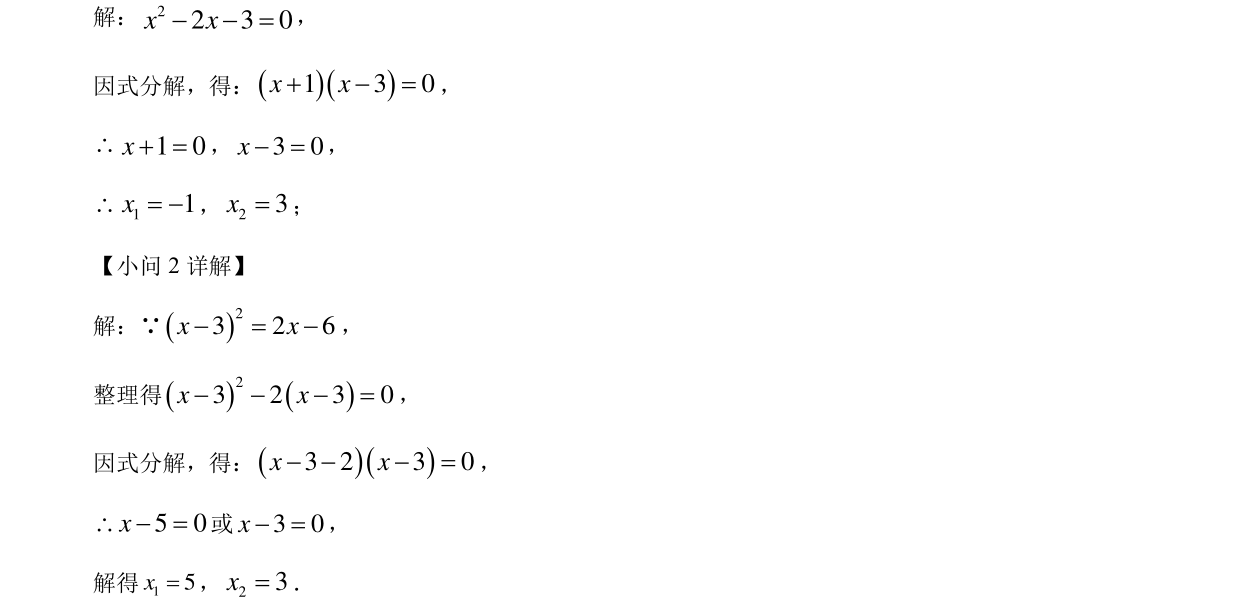 解：x² − 2x − 3 = 0，
因式分解，得：(x + 1)(x − 3) = 0，
∴ x + 1 = 0，x − 3 = 0，
∴ x₁ = −1，x₂ = 3；
【小问 2 详解】
解：∵ (x − 3)² = 2x − 6，
整理得 (x − 3)² − 2(x − 3) = 0，
因式分解，得：(x − 3 − 2)(x − 3) = 0，
∴ x − 5 = 0 或 x − 3 = 0，
解得 x₁ = 5，x₂ = 3．